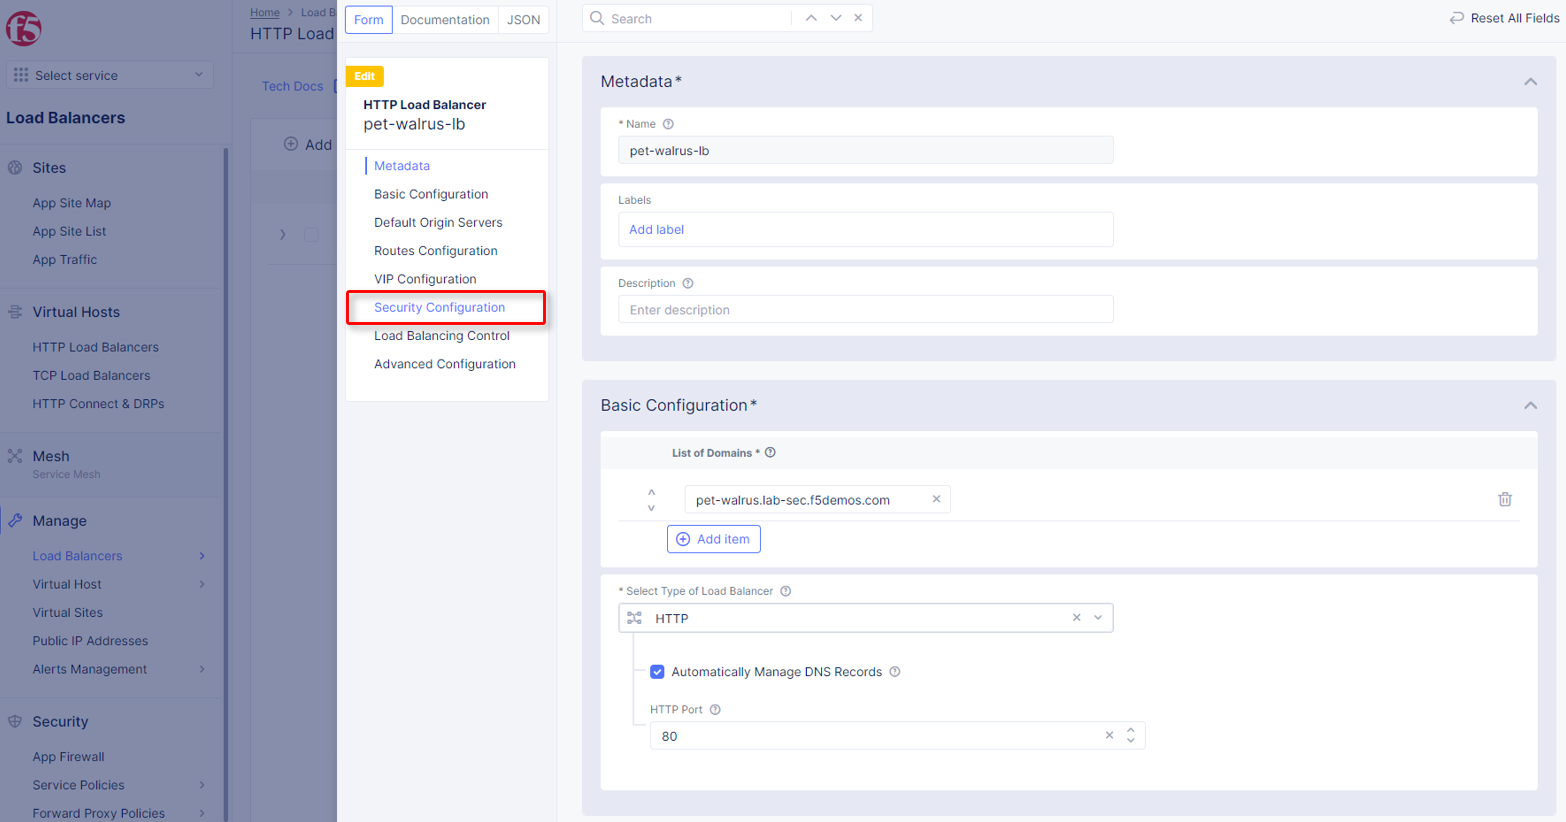 f5
Select service
Load Balancers
Sites
App Site Map
App Site List
App Traffic
Virtual Hosts
HTTP Load Balancers
TCP Load Balancers
HTTP Connect & DRPs
Mesh
Service Mesh
Manage
Load Balancers
Virtual Host
Virtual Sites
Public IP Addresses
Alerts Management
Security
App Firewall
Service Policies
Forward Proxy Policies
Home > Load B
HTTP Load
Tech Docs
Add
Form
Documentation
JSON
Edit
HTTP Load Balancer
pet-walrus-lb
Metadata
Basic Configuration
Default Origin Servers
Routes Configuration
VIP Configuration
Security Configuration
Load Balancing Control
Advanced Configuration
Search
Reset All Fields
Metadata*
* Name
pet-walrus-lb
Labels
Add label
Description
Enter description
Basic Configuration*
List of Domains *
pet-walrus.lab-sec.f5demos.com
Add item
* Select Type of Load Balancer
HTTP
Automatically Manage DNS Records
HTTP Port
80